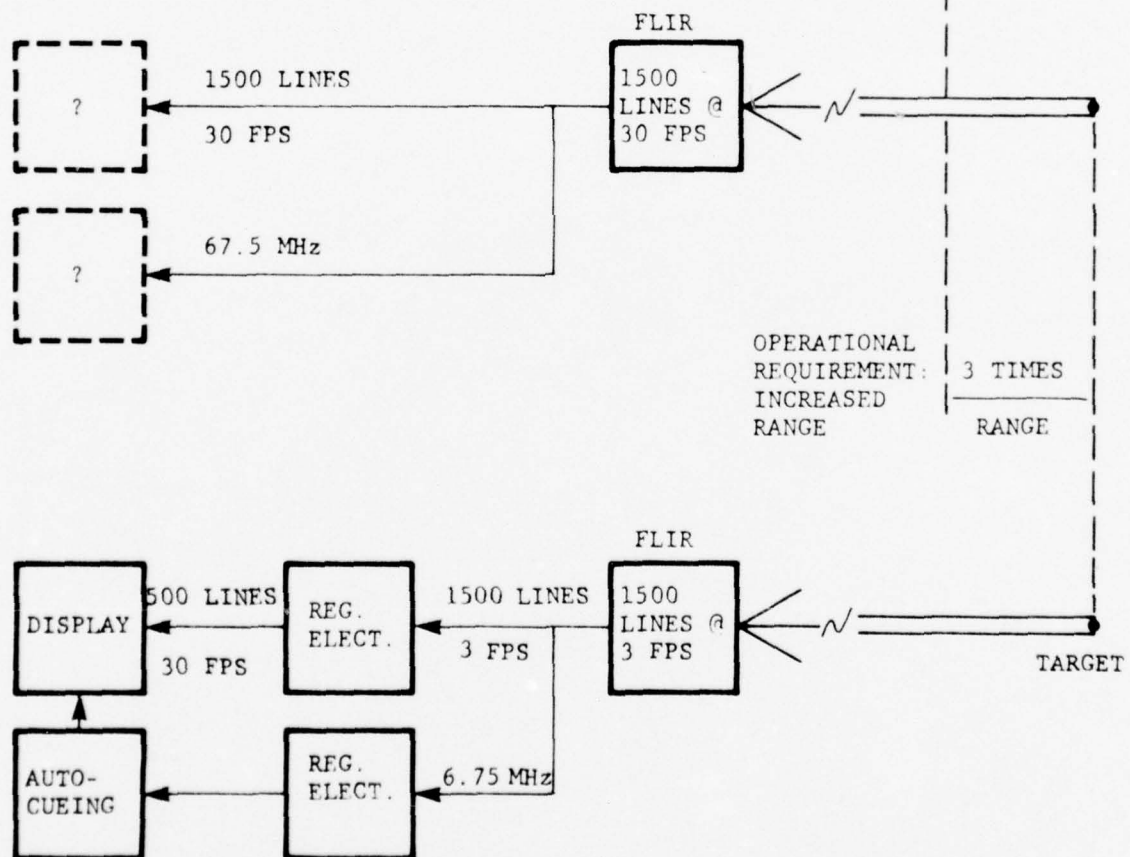 FLIR
1500 LINES
30 FPS
1500
LINES @
30 FPS
?
67.5 MHz
?
OPERATIONAL
REQUIREMENT:
INCREASED
RANGE
3 TIMES
RANGE
FLIR
DISPLAY
500 LINES
30 FPS
REG.
ELECT.
1500 LINES
3 FPS
1500
LINES @
3 FPS
TARGET
AUTO-
CUEING
REG.
ELECT.
6.75 MHz